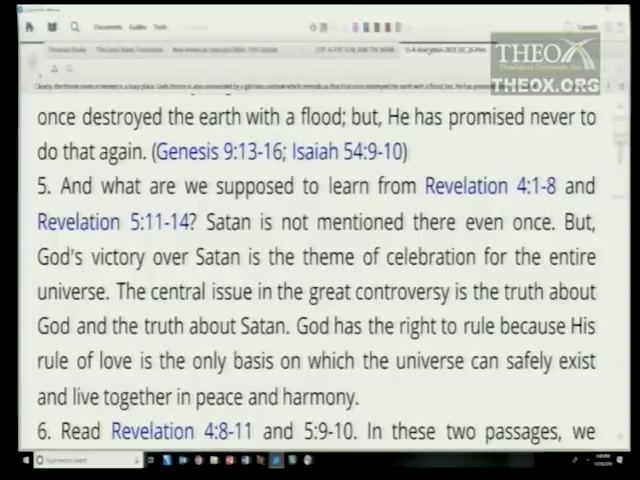 Documents Guides Tools
THEOX
THEOX.ORG
once destroyed the earth with a flood; but, He has promised never to
do that again. (Genesis 9:13-16; Isaiah 54:9-10)
5. And what are we supposed to learn from Revelation 4:1-8 and
Revelation 5:11-14? Satan is not mentioned there even once. But,
God's victory over Satan is the theme of celebration for the entire
universe. The central issue in the great controversy is the truth about
God and the truth about Satan. God has the right to rule because His
rule of love is the only basis on which the universe can safely exist
and live together in peace and harmony.
6. Read Revelation 4:8-11 and 5:9-10. In these two passages, we